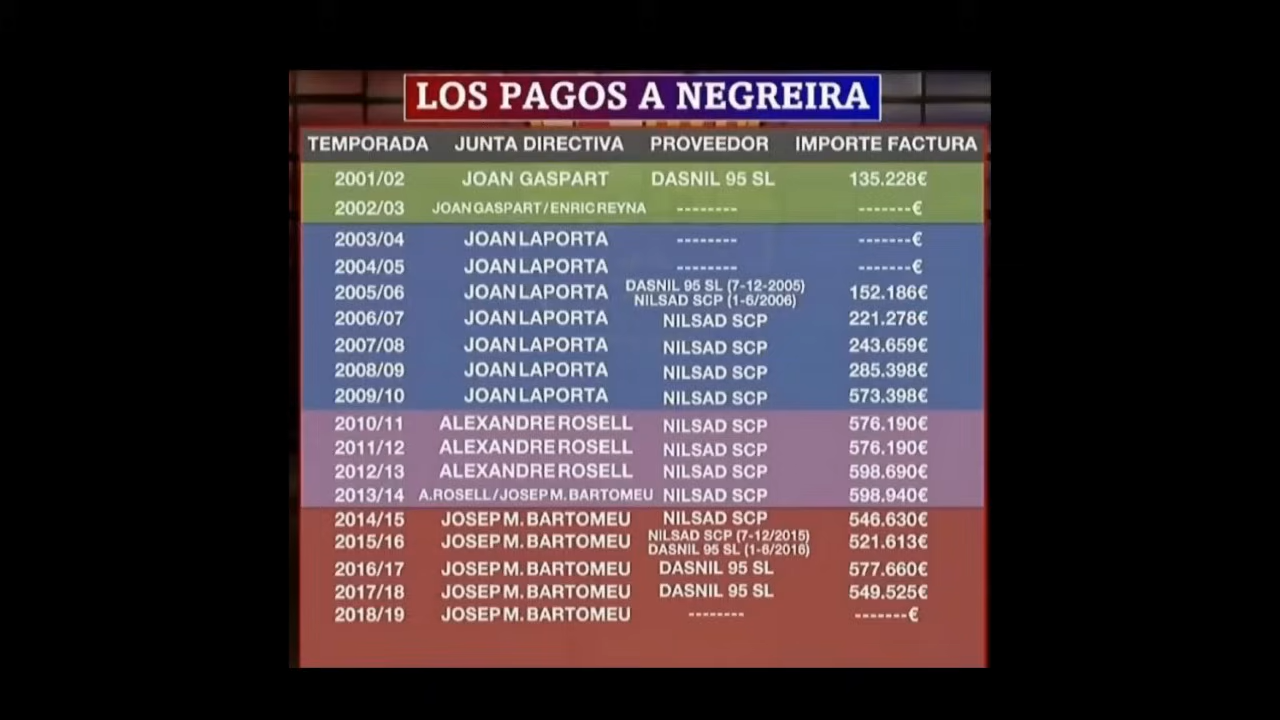 LOS PAGOS A NEGREIRA
TEMPORADA JUNTA DIRECTIVA PROVEEDOR IMPORTE FACTURA
2001/02 JOAN GASPART DASNIL 95 SL 135.228€
2002/03 JOAN GASPART / ENRIC REYNA -------- -------€
2003/04 JOAN LAPORTA -------- -------€
2004/05 JOAN LAPORTA -------- -------€
2005/06 JOAN LAPORTA DASNIL 95 SL (7-12-2005) NILSAD SCP (1-6/2006) 152.186€
2006/07 JOAN LAPORTA NILSAD SCP 221.278€
2007/08 JOAN LAPORTA NILSAD SCP 243.659€
2008/09 JOAN LAPORTA NILSAD SCP 285.398€
2009/10 JOAN LAPORTA NILSAD SCP 573.398€
2010/11 ALEXANDRE ROSELL NILSAD SCP 576.190€
2011/12 ALEXANDRE ROSELL NILSAD SCP 576.190€
2012/13 ALEXANDRE ROSELL NILSAD SCP 598.690€
2013/14 A. ROSELL / JOSEP M. BARTOMEU NILSAD SCP 598.940€
2014/15 JOSEP M. BARTOMEU NILSAD SCP 546.630€
2015/16 JOSEP M. BARTOMEU NILSAD SCP (7-12/2015) DASNIL 95 SL (1-6/2016) 521.613€
2016/17 JOSEP M. BARTOMEU DASNIL 95 SL 577.660€
2017/18 JOSEP M. BARTOMEU DASNIL 95 SL 549.525€
2018/19 JOSEP M. BARTOMEU -------- -------€